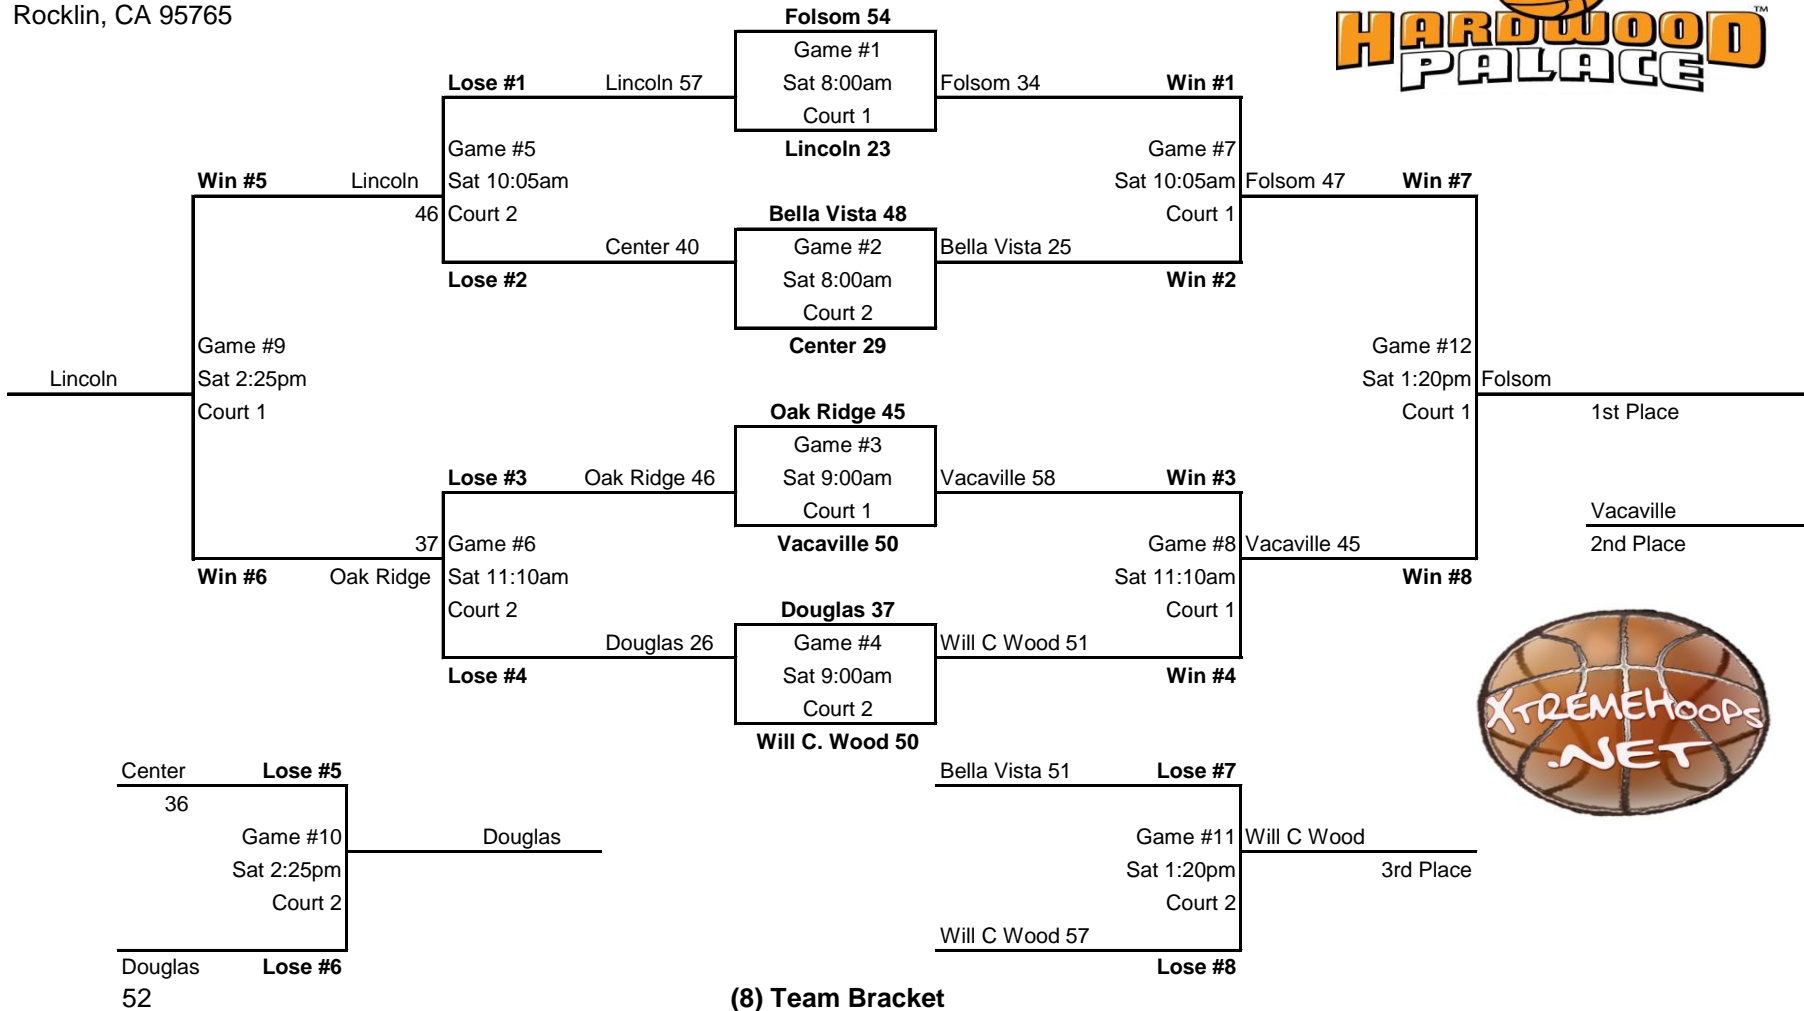 Rocklin, CA 95765
HARDWOOD PALACE™
Folsom 54
Game #1
Lose #1 Lincoln 57 Sat 8:00am Folsom 34 Win #1
Court 1
Game #5 Lincoln 23 Game #7
Win #5 Lincoln Sat 10:05am Sat 10:05am Folsom 47 Win #7
46 Court 2 Bella Vista 48 Court 1
Center 40 Game #2 Bella Vista 25
Lose #2 Sat 8:00am Win #2
Court 2
Game #9 Center 29 Game #12
Lincoln Sat 2:25pm Sat 1:20pm Folsom
Court 1 Oak Ridge 45 Court 1 1st Place
Game #3
Lose #3 Oak Ridge 46 Sat 9:00am Vacaville 58 Win #3
Court 1 Vacaville
37 Game #6 Vacaville 50 Game #8 Vacaville 45 2nd Place
Win #6 Oak Ridge Sat 11:10am Sat 11:10am Win #8
Court 2 Douglas 37 Court 1
Douglas 26 Game #4 Will C Wood 51
Lose #4 Sat 9:00am Win #4
Court 2
XTREMEHOOPS
.NET
Will C. Wood 50
Center Lose #5 Bella Vista 51 Lose #7
36
Game #10 Douglas Game #11 Will C Wood
Sat 2:25pm Sat 1:20pm 3rd Place
Court 2 Court 2
Will C Wood 57
Douglas Lose #6 Lose #8
52 (8) Team Bracket